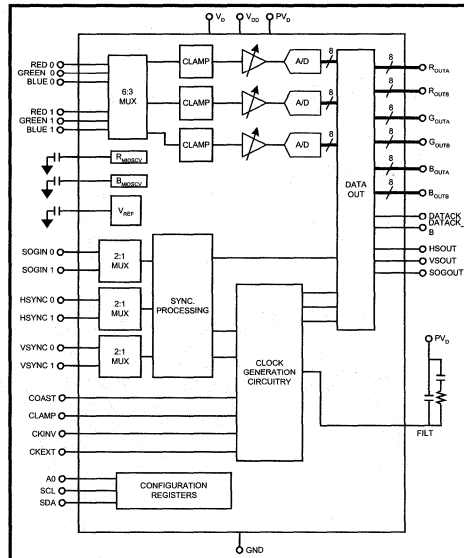 V_D V_DD PV_D
RED 0
GREEN 0
BLUE 0
RED 1
GREEN 1
BLUE 1
6:3 MUX
CLAMP
A/D
8
CLAMP
A/D
8
CLAMP
A/D
8
DATA OUT
8
R_OUTA
8
R_OUTB
8
G_OUTA
8
G_OUTB
8
B_OUTA
8
B_OUTB
DATACK
DATACK_
B
HSOUT
VSOUT
SOGOUT
R_MIDSCV
B_MIDSCV
V_REF
SOGIN 0
SOGIN 1
2:1 MUX
HSYNC 0
HSYNC 1
2:1 MUX
VSYNC 0
VSYNC 1
2:1 MUX
SYNC.
PROCESSING
CLOCK
GENERATION
CIRCUITRY
COAST
CLAMP
CKINV
CKEXT
PV_D
FILT
A0
SCL
SDA
CONFIGURATION
REGISTERS
GND